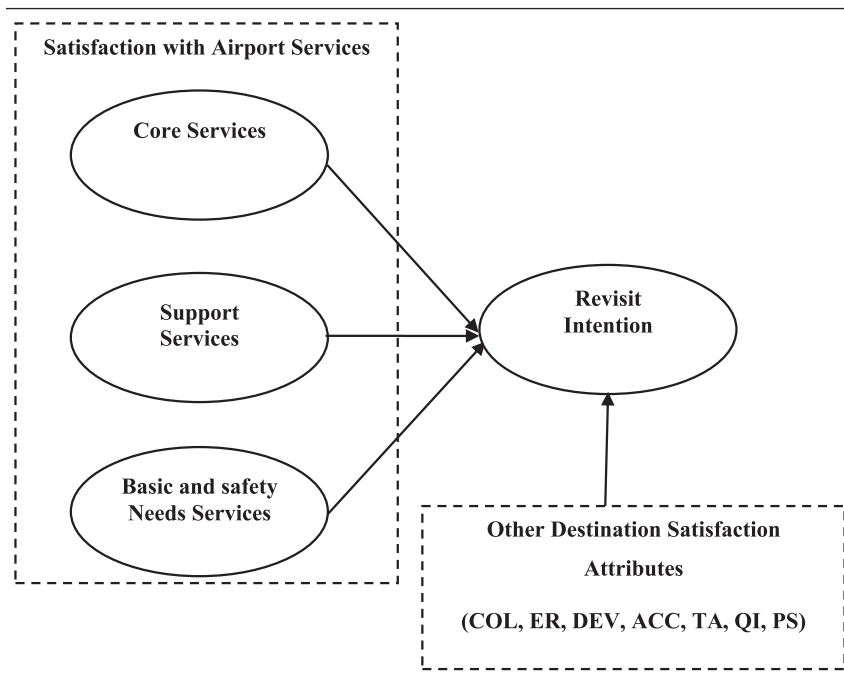 Satisfaction with Airport Services
Core Services
Support
Services
Basic and safety
Needs Services
Revisit
Intention
Other Destination Satisfaction
Attributes
(COL, ER, DEV, ACC, TA, QI, PS)